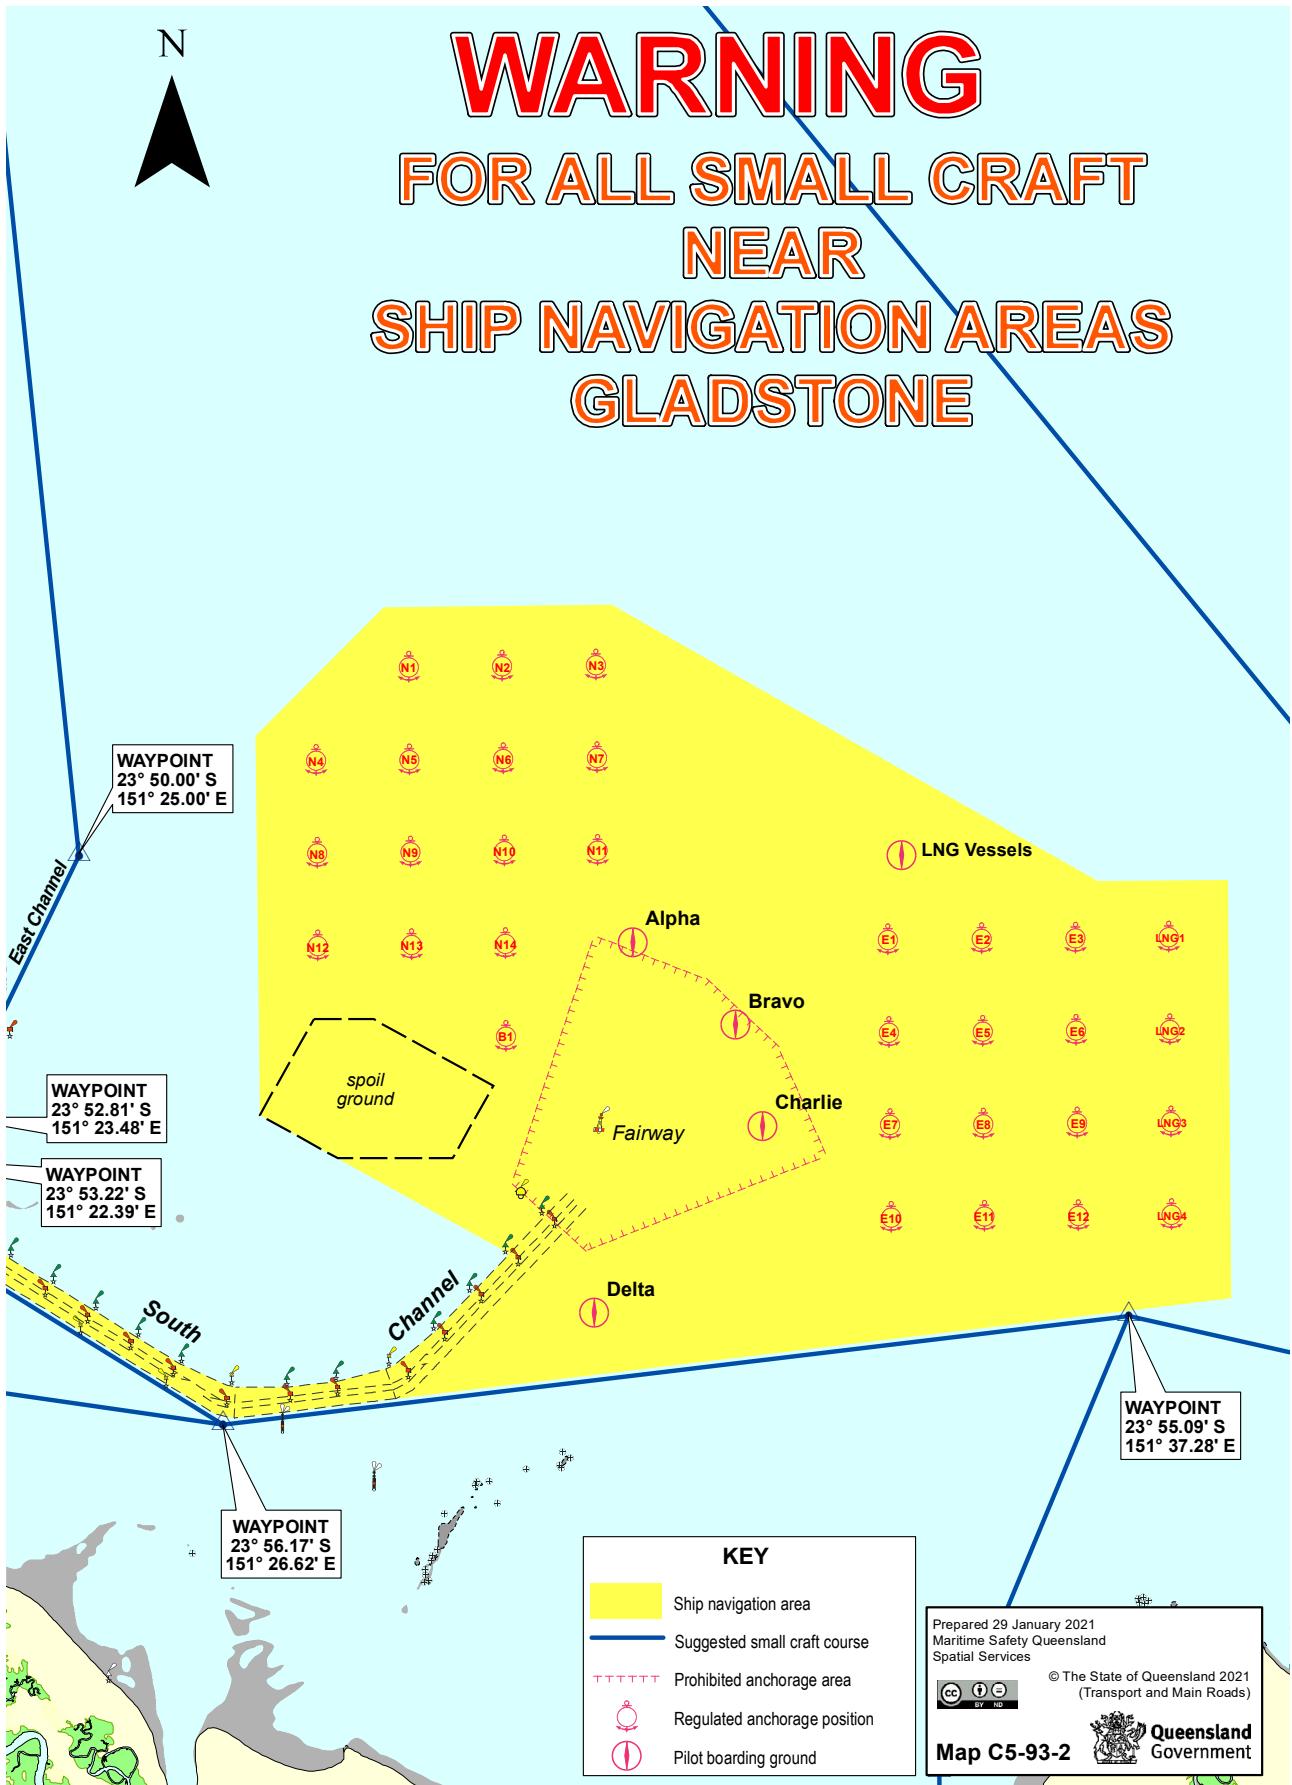 N
WARNING
FOR ALL SMALL CRAFT
NEAR
SHIP NAVIGATION AREAS
GLADSTONE
N1
N2
N3
N4
N5
N6
N7
WAYPOINT
23° 50.00' S
151° 25.00' E
N8
N9
N10
N11
LNG Vessels
East Channel
Alpha
N12
N13
N14
E1
E2
E3
LNG1
Bravo
B1
E4
E5
E6
LNG2
spoil
ground
WAYPOINT
23° 52.81' S
151° 23.48' E
Charlie
Fairway
E7
E8
E9
LNG3
WAYPOINT
23° 53.22' S
151° 22.39' E
E10
E11
E12
LNG4
South
Channel
Delta
WAYPOINT
23° 55.09' S
151° 37.28' E
WAYPOINT
23° 56.17' S
151° 26.62' E
KEY
Ship navigation area
Suggested small craft course
Prohibited anchorage area
Regulated anchorage position
Pilot boarding ground
Prepared 29 January 2021
Maritime Safety Queensland
Spatial Services
© The State of Queensland 2021
(Transport and Main Roads)
cc
BY ND
Map C5-93-2
Queensland
Government